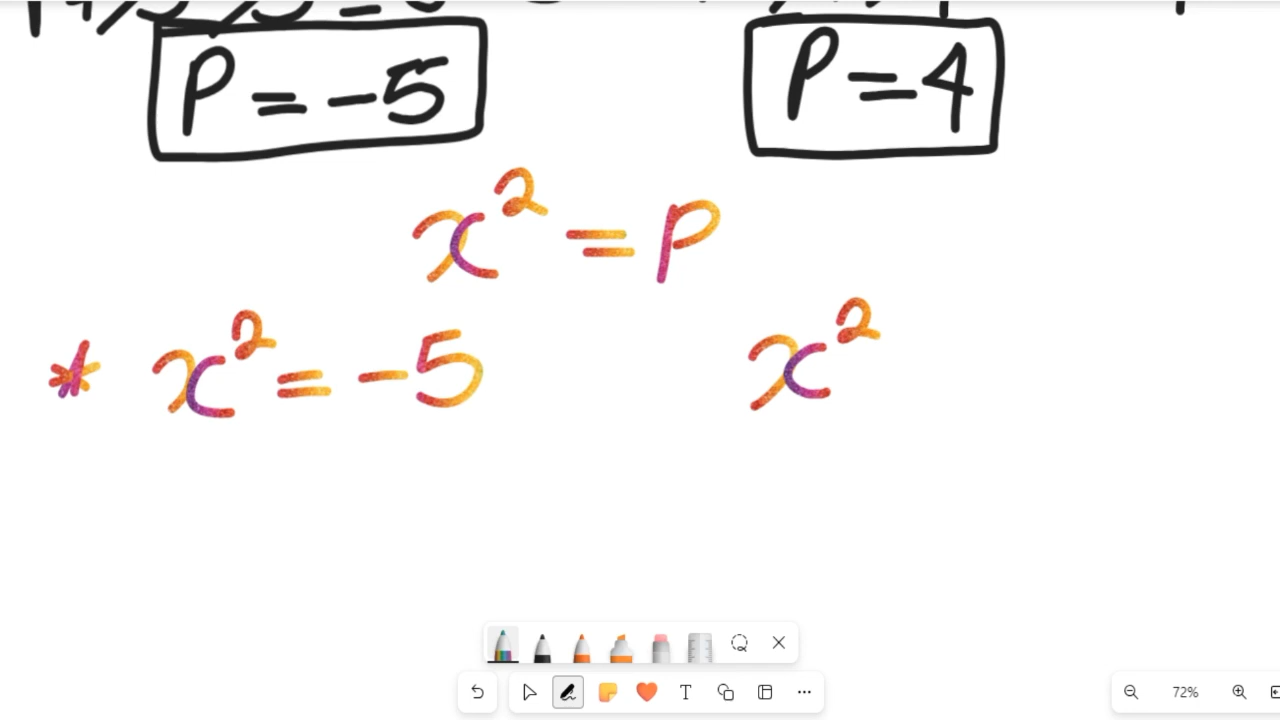 P = -5 P = 4
x² = P
* x² = -5 x²
72%